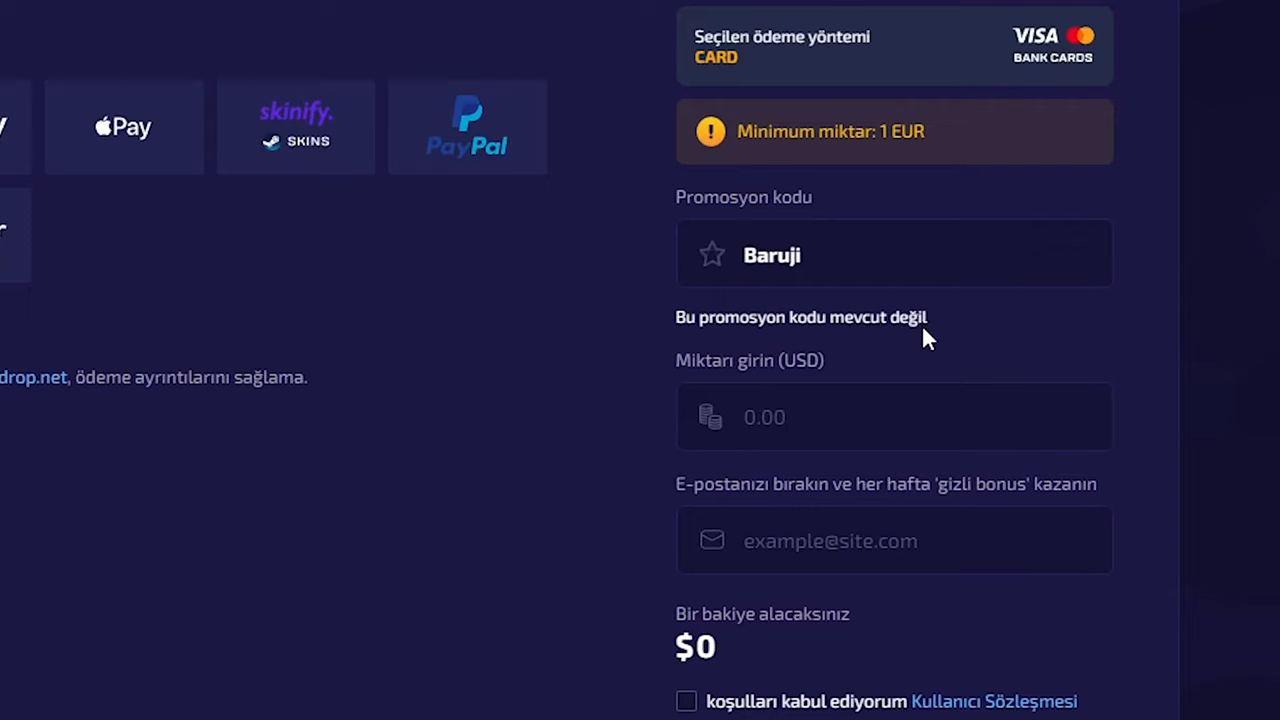 Pay
skinify.
SKINS
PayPal
drop.net, ödeme ayrıntılarını sağlama.
Seçilen ödeme yöntemi
CARD
VISA
BANK CARDS
! Minimum miktar: 1 EUR
Promosyon kodu
Baruji
Bu promosyon kodu mevcut değil
Miktarı girin (USD)
0.00
E-postanızı bırakın ve her hafta 'gizli bonus' kazanın
example@site.com
Bir bakiye alacaksınız
$0
koşulları kabul ediyorum Kullanıcı Sözleşmesi